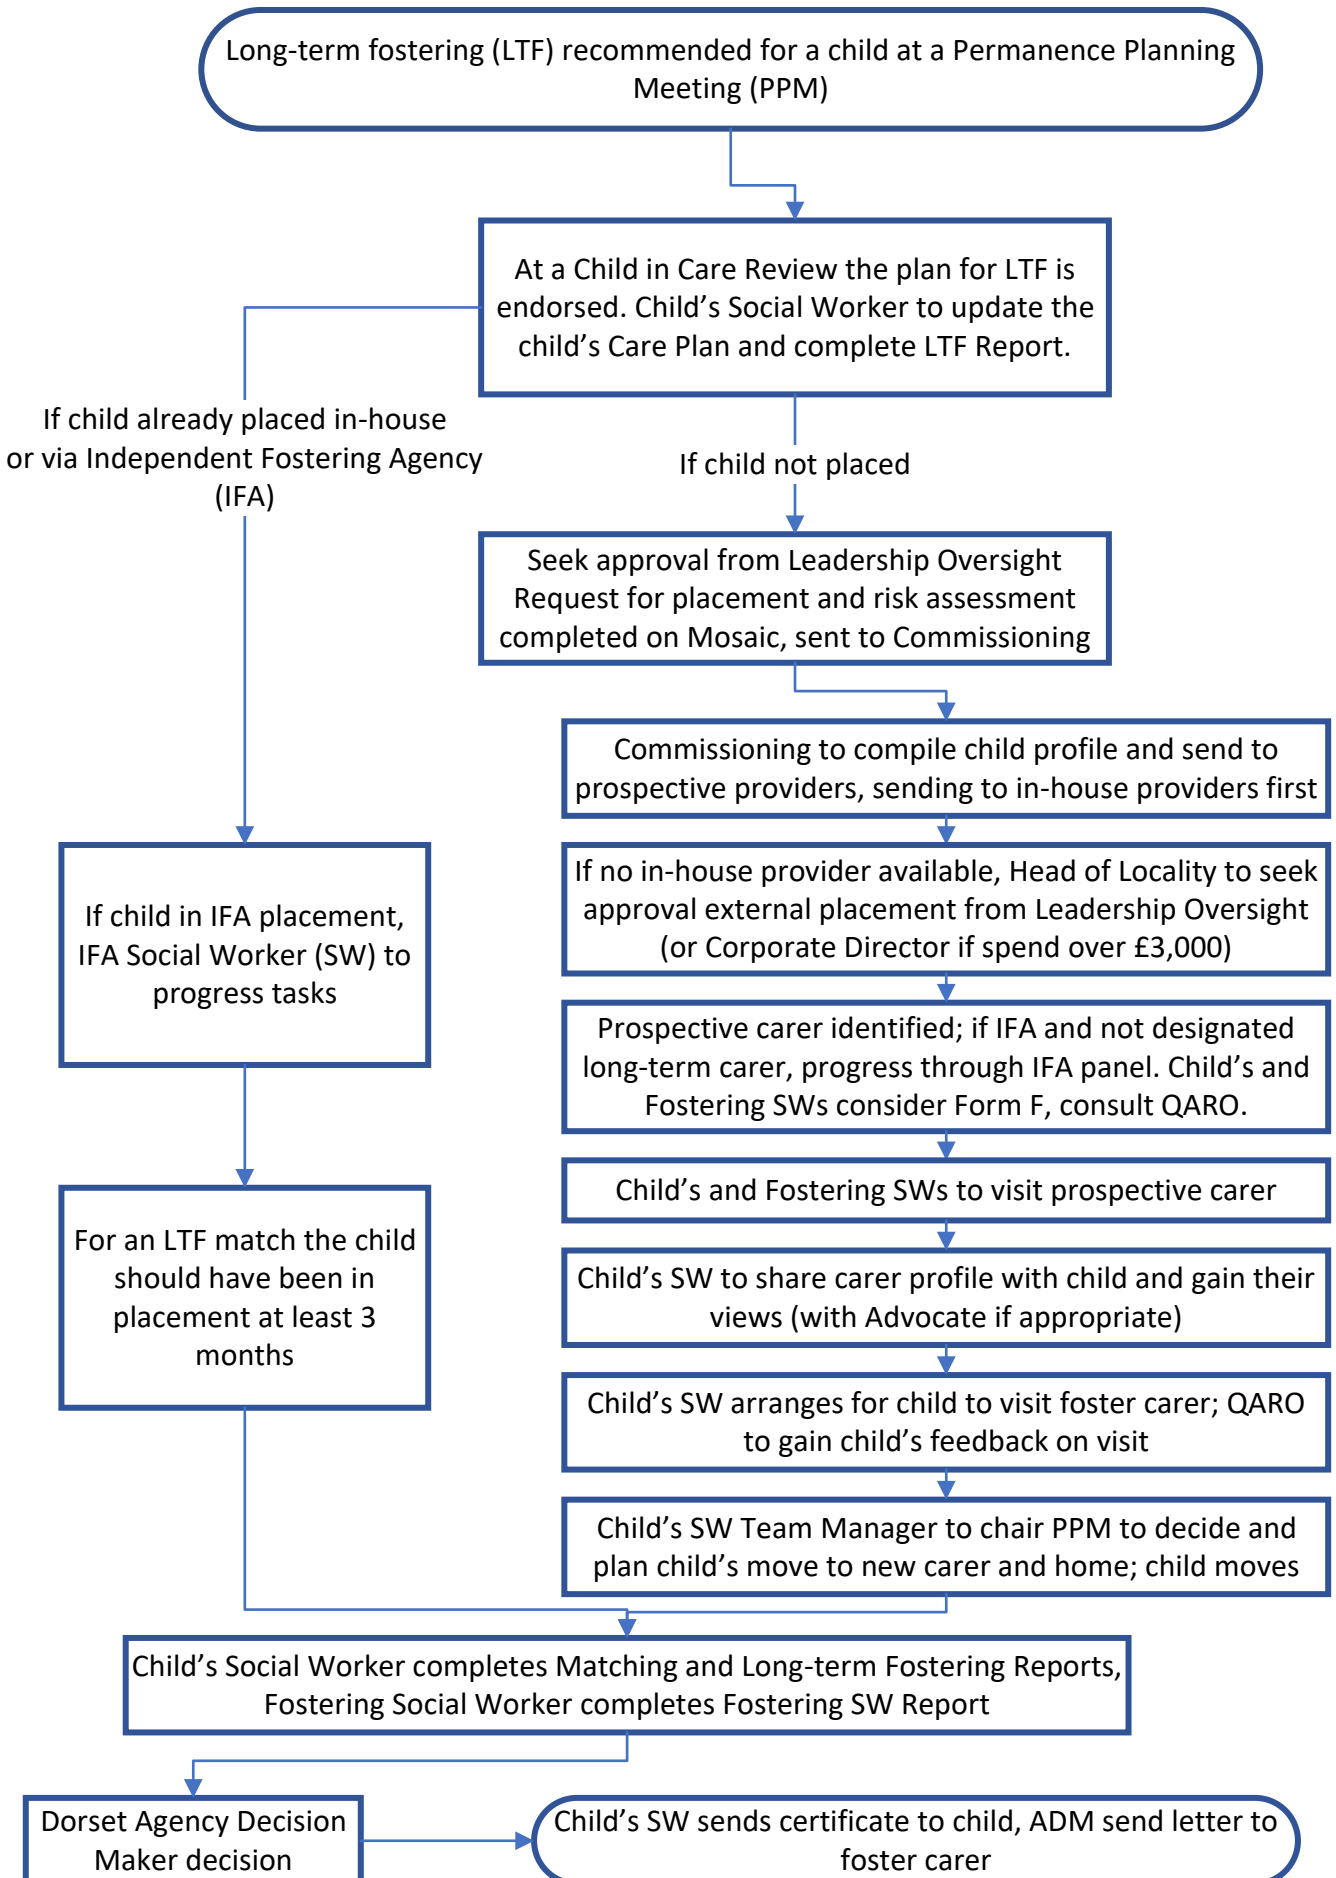 Long-term fostering (LTF) recommended for a child at a Permanence Planning
Meeting (PPM)
At a Child in Care Review the plan for LTF is
endorsed. Child’s Social Worker to update the
child’s Care Plan and complete LTF Report.
If child already placed in-house
or via Independent Fostering Agency
(IFA)
If child not placed
Seek approval from Leadership Oversight
Request for placement and risk assessment
completed on Mosaic, sent to Commissioning
Commissioning to compile child profile and send to
prospective providers, sending to in-house providers first
If no in-house provider available, Head of Locality to seek
approval external placement from Leadership Oversight
(or Corporate Director if spend over £3,000)
If child in IFA placement,
IFA Social Worker (SW) to
progress tasks
Prospective carer identified; if IFA and not designated
long-term carer, progress through IFA panel. Child’s and
Fostering SWs consider Form F, consult QARO.
Child’s and Fostering SWs to visit prospective carer
For an LTF match the child
should have been in
placement at least 3
months
Child’s SW to share carer profile with child and gain their
views (with Advocate if appropriate)
Child’s SW arranges for child to visit foster carer; QARO
to gain child’s feedback on visit
Child’s SW Team Manager to chair PPM to decide and
plan child’s move to new carer and home; child moves
Child’s Social Worker completes Matching and Long-term Fostering Reports,
Fostering Social Worker completes Fostering SW Report
Dorset Agency Decision
Maker decision
Child’s SW sends certificate to child, ADM send letter to
foster carer